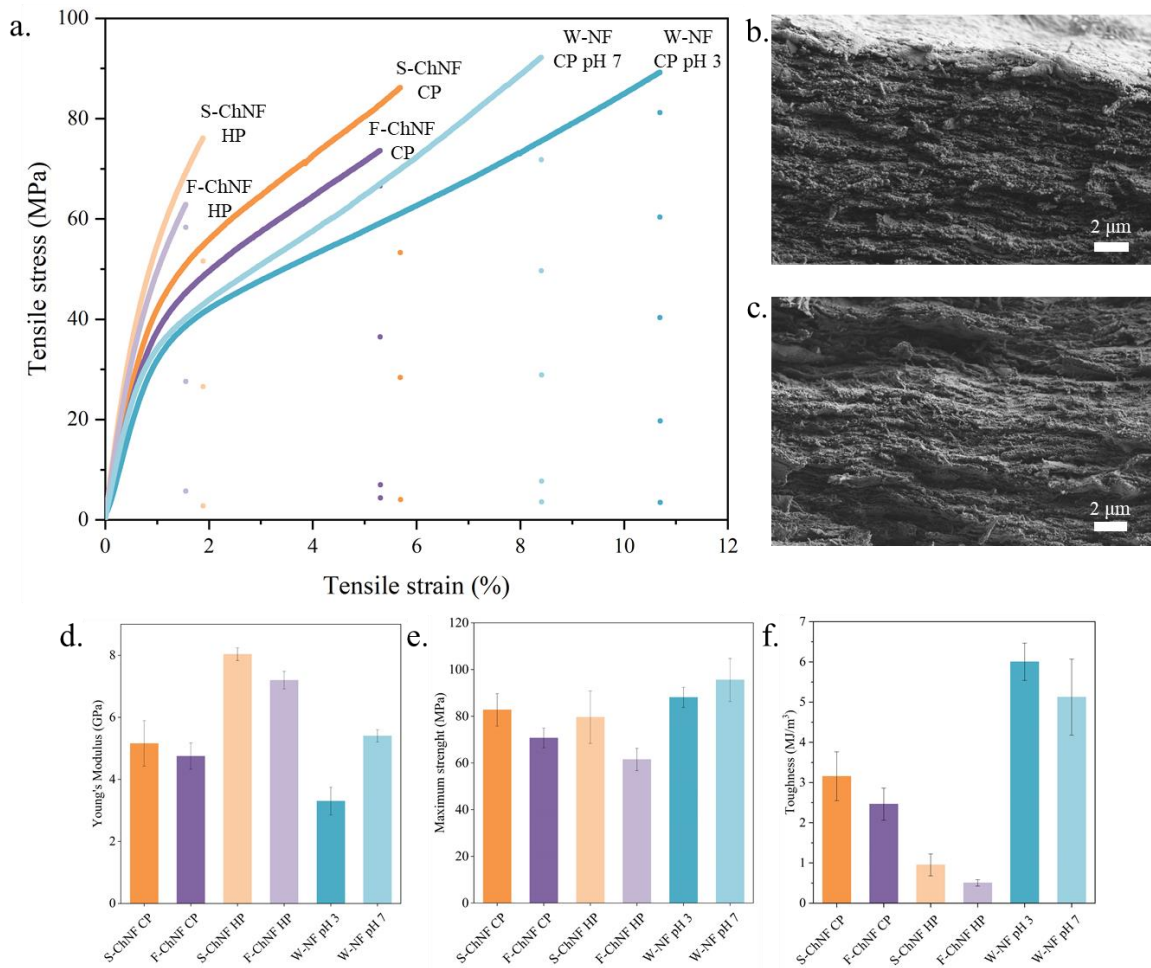 a.
100
80
60
40
20
0
0
2
4
6
8
10
12
Tensile stress (MPa)
Tensile strain (%)
S-ChNF
HP
F-ChNF
HP
S-ChNF
CP
F-ChNF
CP
W-NF
CP pH 7
W-NF
CP pH 3
b.
2 μm
c.
2 μm
d.
8
6
4
2
0
Young's Modulus (GPa)
S-ChNF CP
F-ChNF CP
S-ChNF HP
F-ChNF HP
W-NF pH 3
W-NF pH 7
e.
120
100
80
60
40
20
0
Maximum strenght (MPa)
S-ChNF CP
F-ChNF CP
S-ChNF HP
F-ChNF HP
W-NF pH 3
W-NF pH 7
f.
7
6
5
4
3
2
1
0
Toughness (MJ/m³)
S-ChNF CP
F-ChNF CP
S-ChNF HP
F-ChNF HP
W-NF pH 3
W-NF pH 7